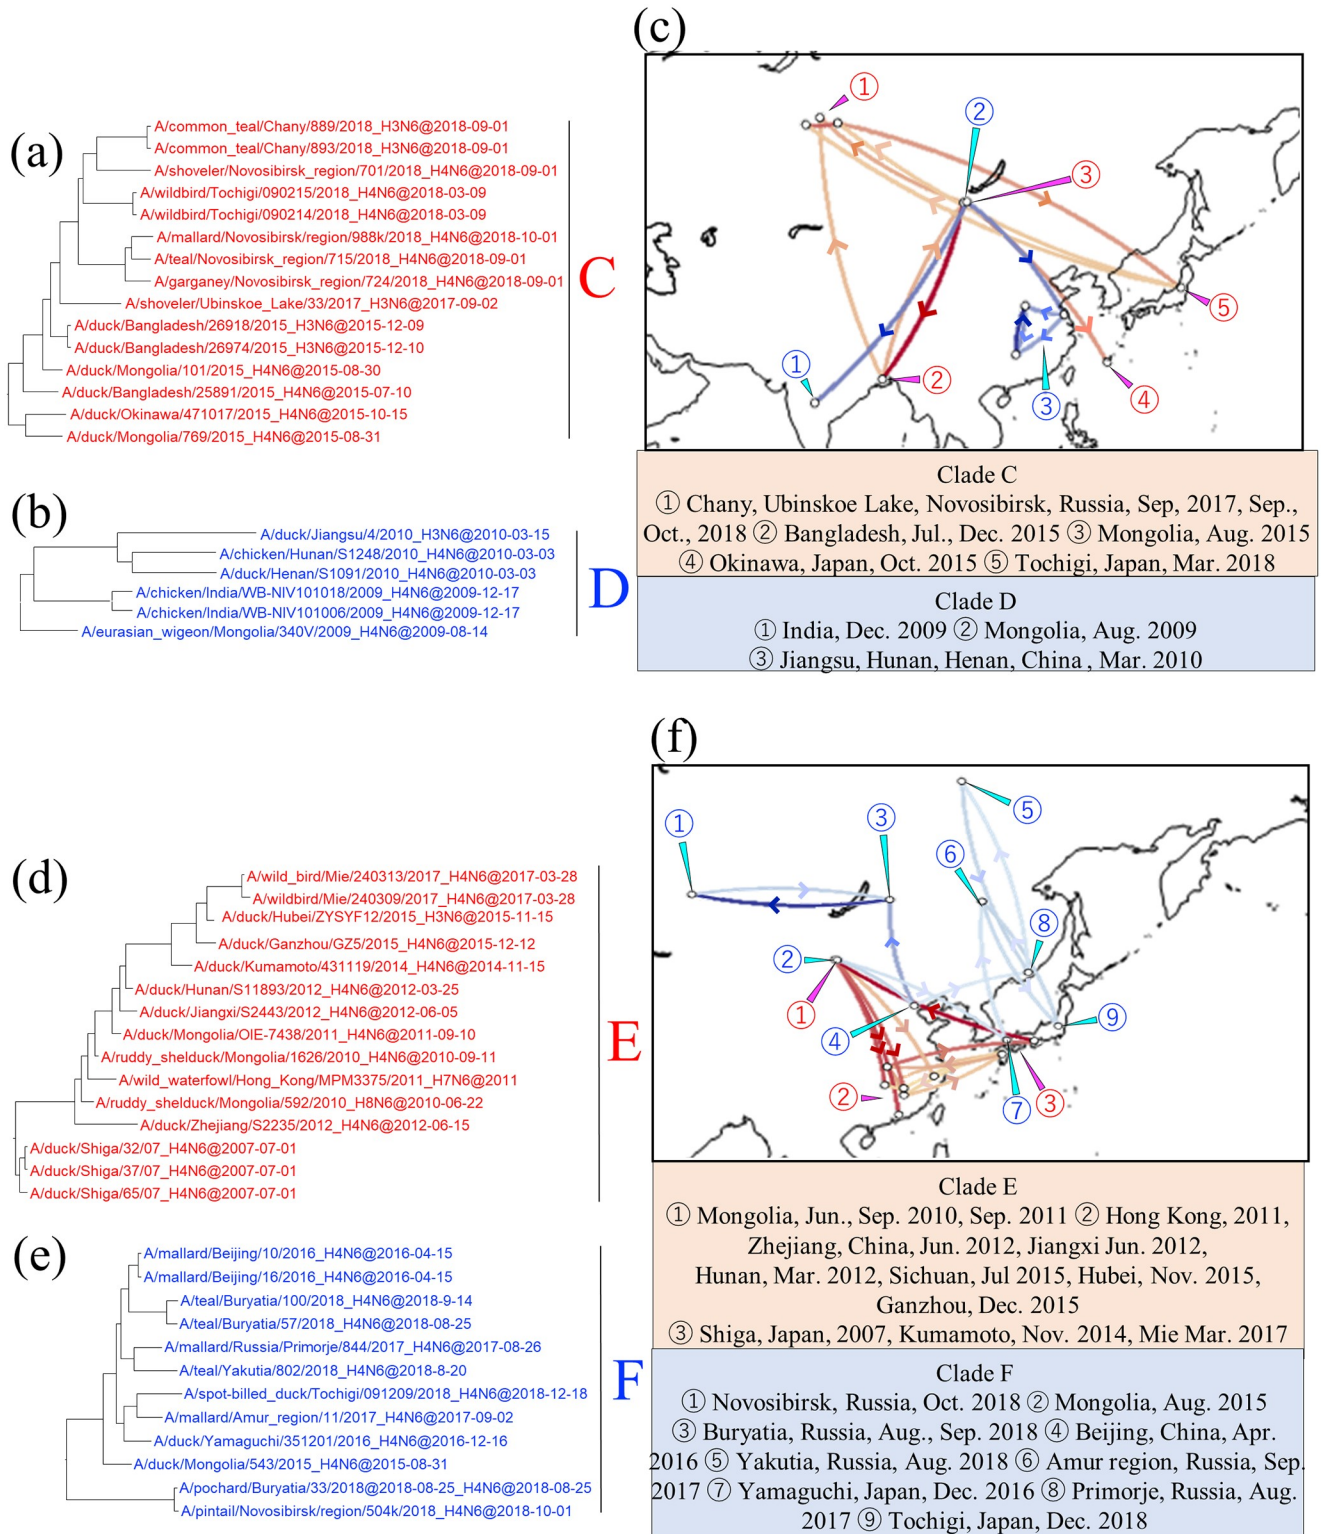 (a)
A/common_teal/Chany/889/2018_H3N6@2018-09-01
A/common_teal/Chany/893/2018_H3N6@2018-09-01
A/shoveler/Novosibirsk_region/701/2018_H4N6@2018-09-01
A/wildbird/Tochigi/090215/2018_H4N6@2018-03-09
A/wildbird/Tochigi/090214/2018_H4N6@2018-03-09
A/mallard/Novosibirsk/region/988k/2018_H4N6@2018-10-01
A/teal/Novosibirsk_region/715/2018_H4N6@2018-09-01
A/garganey/Novosibirsk_region/724/2018_H4N6@2018-09-01
A/shoveler/Ubinskoe_Lake/33/2017_H3N6@2017-09-02
A/duck/Bangladesh/26918/2015_H3N6@2015-12-09
A/duck/Bangladesh/26974/2015_H3N6@2015-12-10
A/duck/Mongolia/101/2015_H4N6@2015-08-30
A/duck/Bangladesh/25891/2015_H4N6@2015-07-10
A/duck/Okinawa/471017/2015_H4N6@2015-10-15
A/duck/Mongolia/769/2015_H4N6@2015-08-31
C
(b)
A/duck/Jiangsu/4/2010_H3N6@2010-03-15
A/chicken/Hunan/S1248/2010_H4N6@2010-03-03
A/duck/Henan/S1091/2010_H4N6@2010-03-03
A/chicken/India/WB-NIV101018/2009_H4N6@2009-12-17
A/chicken/India/WB-NIV101006/2009_H4N6@2009-12-17
A/eurasian_wigeon/Mongolia/340V/2009_H4N6@2009-08-14
D
(c)
①
②
③
⑤
①
②
③
④
Clade C
① Chany, Ubinskoe Lake, Novosibirsk, Russia, Sep, 2017, Sep.,
Oct., 2018 ② Bangladesh, Jul., Dec. 2015 ③ Mongolia, Aug. 2015
④ Okinawa, Japan, Oct. 2015 ⑤ Tochigi, Japan, Mar. 2018
Clade D
① India, Dec. 2009 ② Mongolia, Aug. 2009
③ Jiangsu, Hunan, Henan, China , Mar. 2010
(d)
A/wild_bird/Mie/240313/2017_H4N6@2017-03-28
A/wildbird/Mie/240309/2017_H4N6@2017-03-28
A/duck/Hubei/ZYSYF12/2015_H3N6@2015-11-15
A/duck/Ganzhou/GZ5/2015_H4N6@2015-12-12
A/duck/Kumamoto/431119/2014_H4N6@2014-11-15
A/duck/Hunan/S11893/2012_H4N6@2012-03-25
A/duck/Jiangxi/S2443/2012_H4N6@2012-06-05
A/duck/Mongolia/OIE-7438/2011_H4N6@2011-09-10
A/ruddy_shelduck/Mongolia/1626/2010_H4N6@2010-09-11
A/wild_waterfowl/Hong_Kong/MPM3375/2011_H7N6@2011
A/ruddy_shelduck/Mongolia/592/2010_H8N6@2010-06-22
A/duck/Zhejiang/S2235/2012_H4N6@2012-06-15
A/duck/Shiga/32/07_H4N6@2007-07-01
A/duck/Shiga/37/07_H4N6@2007-07-01
A/duck/Shiga/65/07_H4N6@2007-07-01
E
(e)
A/mallard/Beijing/10/2016_H4N6@2016-04-15
A/mallard/Beijing/16/2016_H4N6@2016-04-15
A/teal/Buryatia/100/2018_H4N6@2018-9-14
A/teal/Buryatia/57/2018_H4N6@2018-08-25
A/mallard/Russia/Primorje/844/2017_H4N6@2017-08-26
A/teal/Yakutia/802/2018_H4N6@2018-8-20
A/spot-billed_duck/Tochigi/091209/2018_H4N6@2018-12-18
A/mallard/Amur_region/11/2017_H4N6@2017-09-02
A/duck/Yamaguchi/351201/2016_H4N6@2016-12-16
A/duck/Mongolia/543/2015_H4N6@2015-08-31
A/pochard/Buryatia/33/2018@2018-08-25_H4N6@2018-08-25
A/pintail/Novosibirsk/region/504k/2018_H4N6@2018-10-01
F
(f)
①
③
⑤
⑥
⑧
②
①
④
⑨
②
⑦
③
Clade E
① Mongolia, Jun., Sep. 2010, Sep. 2011 ② Hong Kong, 2011,
Zhejiang, China, Jun. 2012, Jiangxi Jun. 2012,
Hunan, Mar. 2012, Sichuan, Jul 2015, Hubei, Nov. 2015,
Ganzhou, Dec. 2015
③ Shiga, Japan, 2007, Kumamoto, Nov. 2014, Mie Mar. 2017
Clade F
① Novosibirsk, Russia, Oct. 2018 ② Mongolia, Aug. 2015
③ Buryatia, Russia, Aug., Sep. 2018 ④ Beijing, China, Apr.
2016 ⑤ Yakutia, Russia, Aug. 2018 ⑥ Amur region, Russia, Sep.
2017 ⑦ Yamaguchi, Japan, Dec. 2016 ⑧ Primorje, Russia, Aug.
2017 ⑨ Tochigi, Japan, Dec. 2018